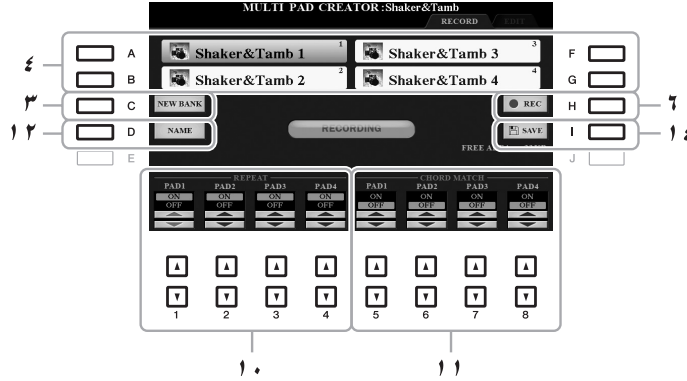 MULTI PAD CREATOR:Shaker&Tamb
RECORD EDIT
٤
A Shaker&Tamb 1 1 Shaker&Tamb 3 3 F
B Shaker&Tamb 2 2 Shaker&Tamb 4 4 G
٣ C NEW BANK REC H ٦
١٢ D NAME RECORDING SAVE I
E FREE J
REPEAT CHORD MATCH
PAD1 PAD2 PAD3 PAD4 PAD1 PAD2 PAD3 PAD4
ON ON ON ON ON ON ON ON
OFF OFF OFF OFF OFF OFF OFF OFF
1 2 3 4 5 6 7 8
١٠ ١١